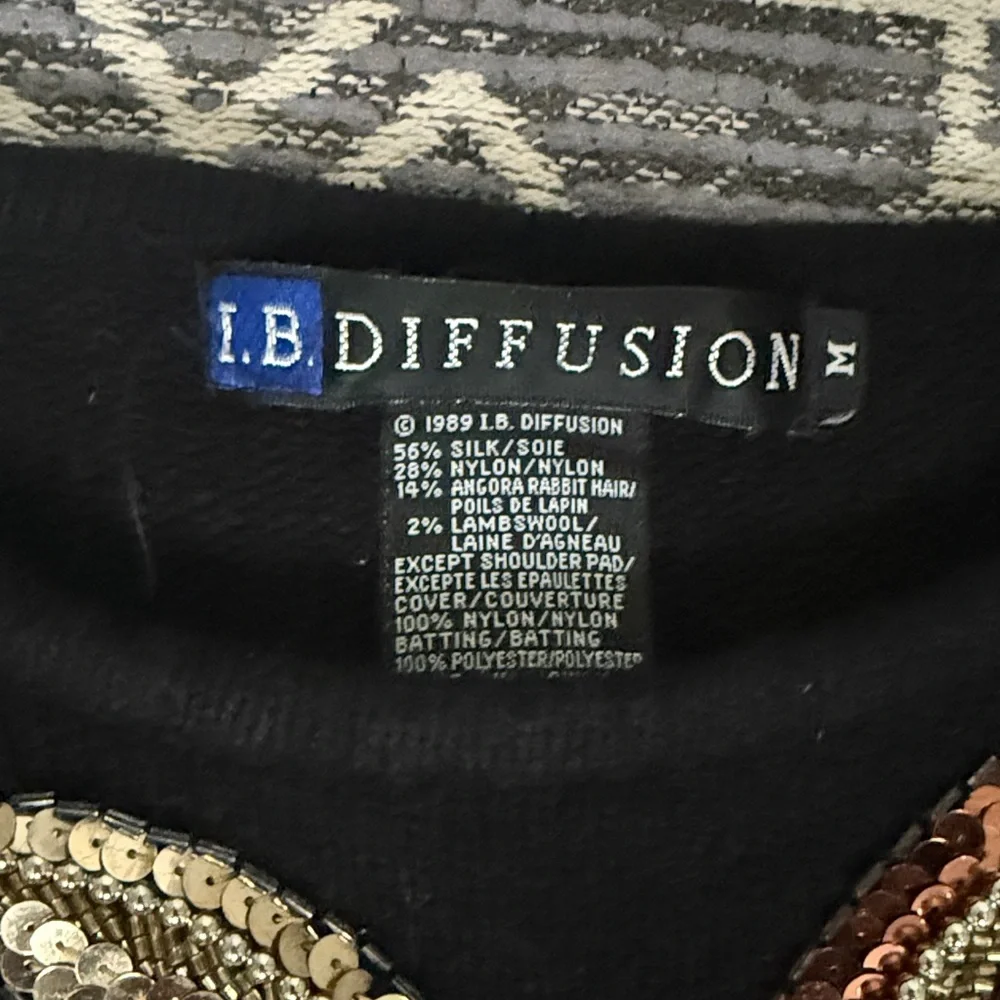 I.B. DIFFUSION M
© 1989 I.B. DIFFUSION
56% SILK/SOIE
28% NYLON/NYLON
14% ANGORA RABBIT HAIR/
POILS DE LAPIN
2% LAMBSWOOL/
LAINE D'AGNEAU
EXCEPT SHOULDER PAD/
EXCEPTE LES EPAULETTES
COVER/COUVERTURE
100% NYLON/NYLON
BATTING/BATTING
100% POLYESTER/POLYESTER